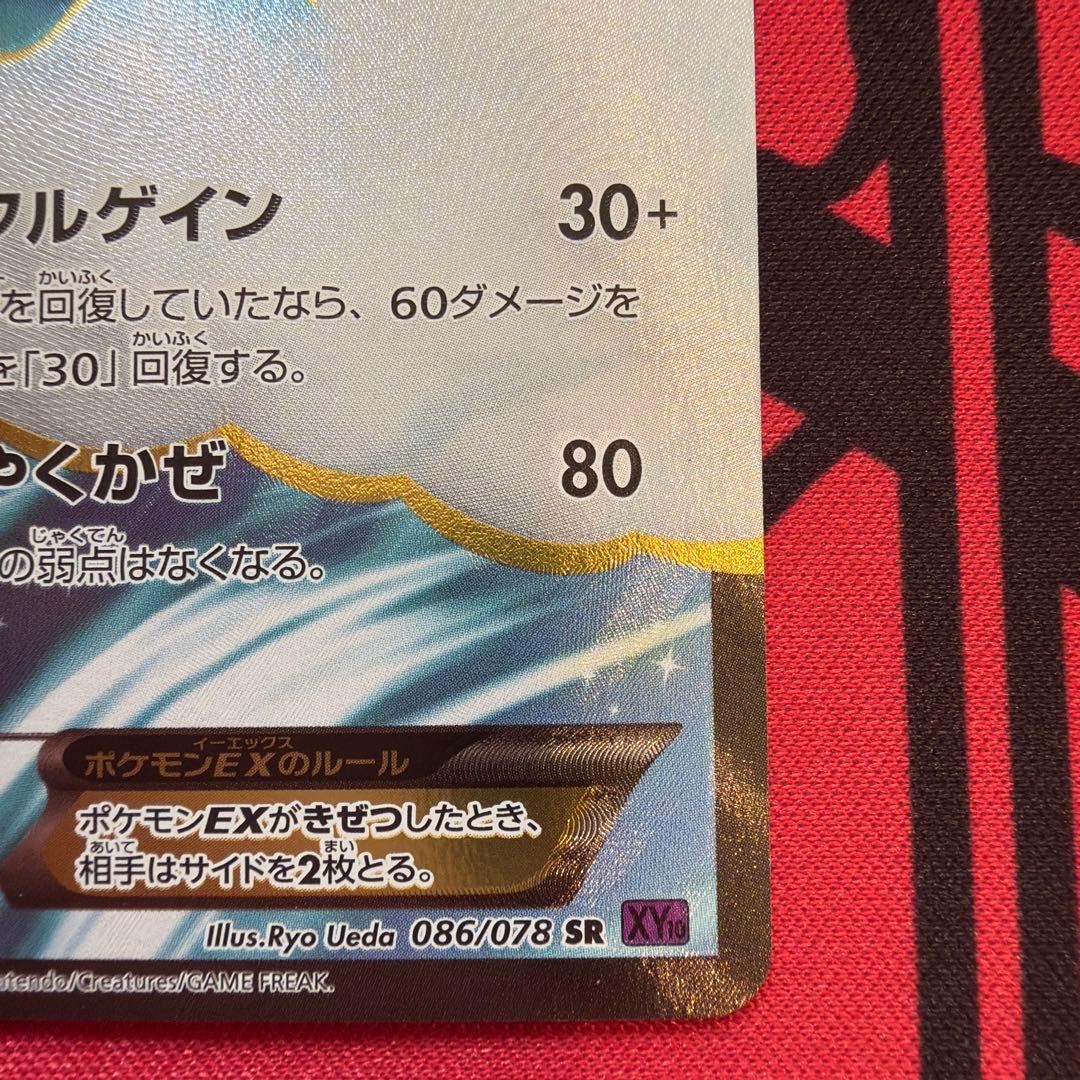 クルゲイン 30+
かいふく
を回復していたなら、60ダメージを
かいふく
を「30」回復する。
やくかぜ 80
じゃくてん
の弱点はなくなる。
イーエックス
ポケモンEXのルール
ポケモンEXがきぜつしたとき、
あいて まい
相手はサイドを2枚とる。
Illus.Ryo Ueda 086/078 SR XY10
ntendo/Creatures/GAME FREAK.